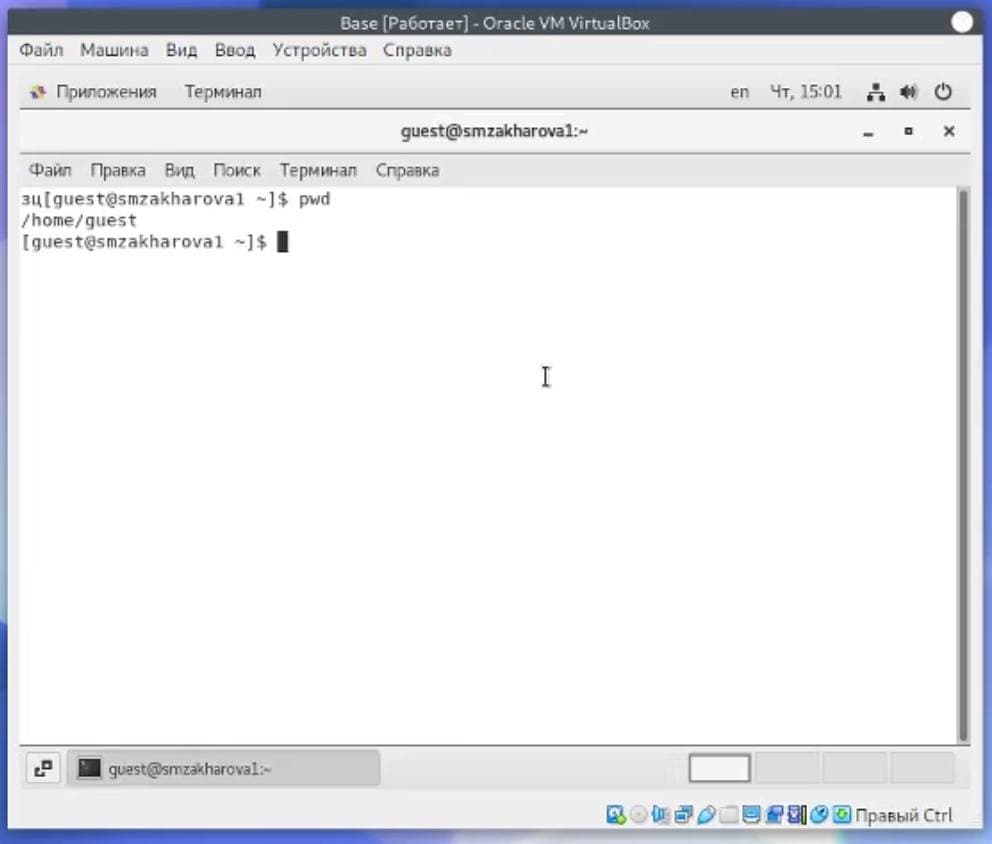 Base [Работает] - Oracle VM VirtualBox
Файл Машина Вид Ввод Устройства Справка
Приложения Терминал en Чт, 15:01
guest@smzakharova1:~
Файл Правка Вид Поиск Терминал Справка
зц[guest@smzakharova1 ~]$ pwd
/home/guest
[guest@smzakharova1 ~]$
guest@smzakharova1:~
Правый Ctrl